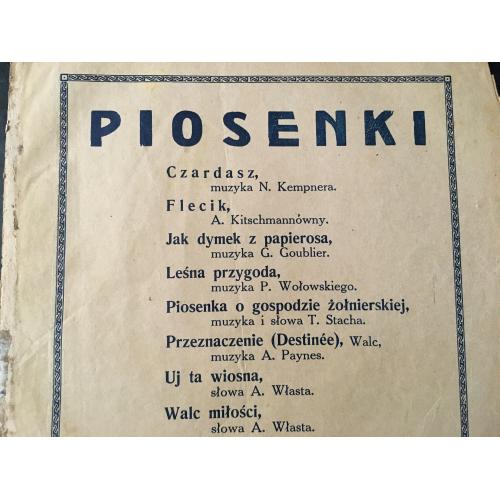 PIOSENKI
Czardasz,
muzyka N. Kempnera.
Flecik,
A. Kitschmannówny.
Jak dymek z papierosa,
muzyka G. Goublier.
Leśna przygoda,
muzyka P. Wołowskiego.
Piosenka o gospodzie żołnierskiej,
muzyka i słowa T. Stacha.
Przeznaczenie (Destinée), Walc,
muzyka A. Paynes.
Uj ta wiosna,
słowa A. Własta.
Walc miłości,
słowa A. Własta.